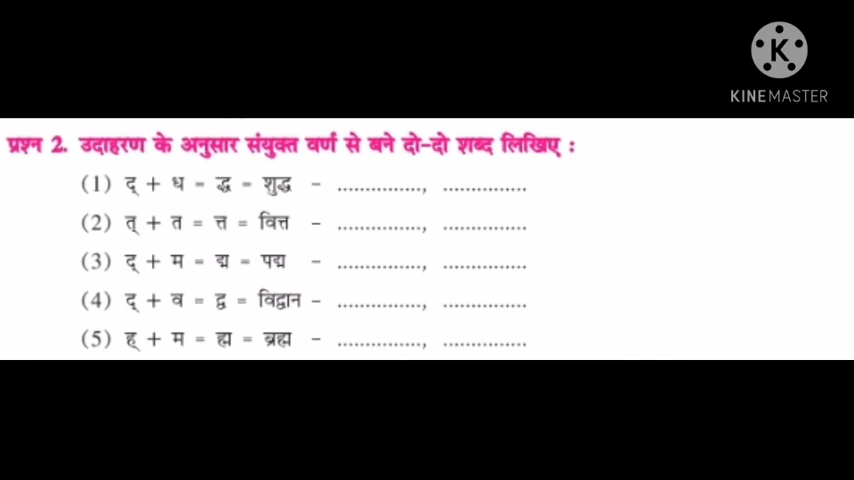 K
KINEMASTER
प्रश्न 2. उदाहरण के अनुसार संयुक्त वर्ण से बने दो-दो शब्द लिखिए :
(1) द् + ध = द्ध = शुद्ध - ..............., ...............
(2) त् + त = त्त = वित्त - ..............., ...............
(3) द् + म = द्म = पद्म - ..............., ...............
(4) द् + व = द्व = विद्वान - ..............., ...............
(5) ह् + म = ह्म = ब्रह्म - ..............., ...............